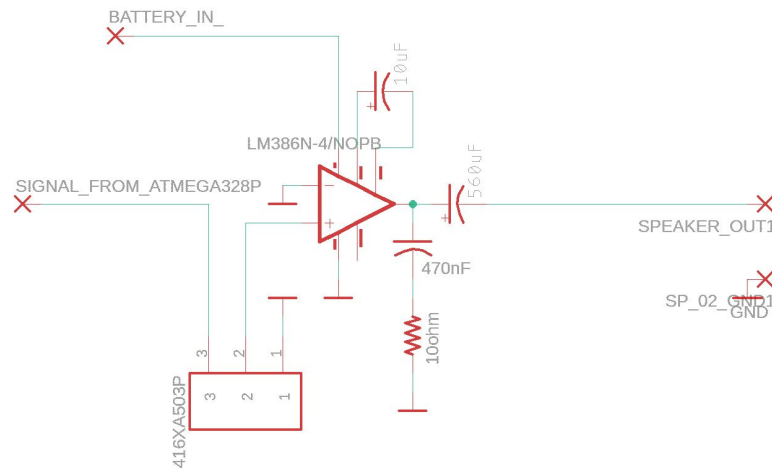 BATTERY_IN_
10uF
LM386N-4/NOPB
560uF
SIGNAL_FROM_ATMEGA328P
-
+
SPEAKER_OUT1
470nF
SP_02_GND1
GND
10ohm
3 2 1
3 2 1
416XA503P